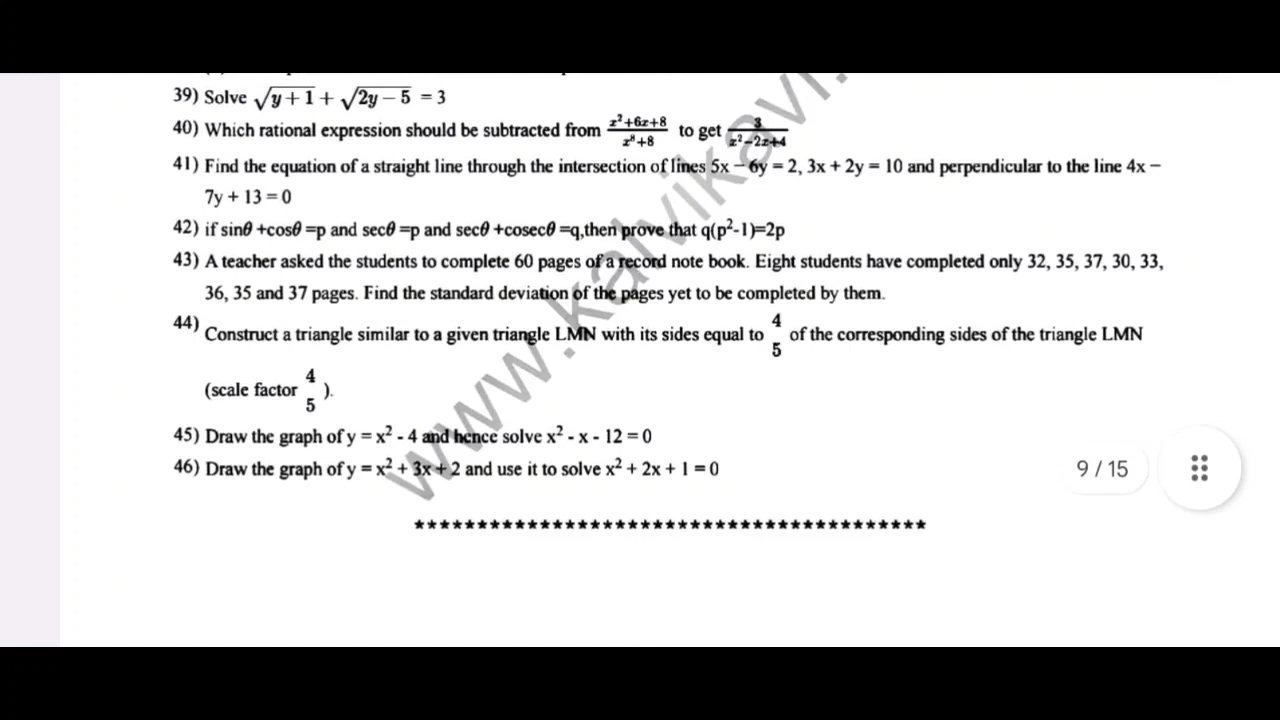 39) Solve √y + 1 + √2y – 5 = 3
40) Which rational expression should be subtracted from x²+6x+8/x³+8 to get 3/x²–2x+4
41) Find the equation of a straight line through the intersection of lines 5x – 6y = 2, 3x + 2y = 10 and perpendicular to the line 4x –
7y + 13 = 0
42) if sinθ +cosθ =p and secθ =p and secθ +cosecθ =q,then prove that q(p²-1)=2p
43) A teacher asked the students to complete 60 pages of a record note book. Eight students have completed only 32, 35, 37, 30, 33,
36, 35 and 37 pages. Find the standard deviation of the pages yet to be completed by them.
44) Construct a triangle similar to a given triangle LMN with its sides equal to 4/5 of the corresponding sides of the triangle LMN
(scale factor 4/5 ).
45) Draw the graph of y = x² - 4 and hence solve x² - x - 12 = 0
46) Draw the graph of y = x² + 3x + 2 and use it to solve x² + 2x + 1 = 0
9 / 15
*****************************************
www.kalvikavi.